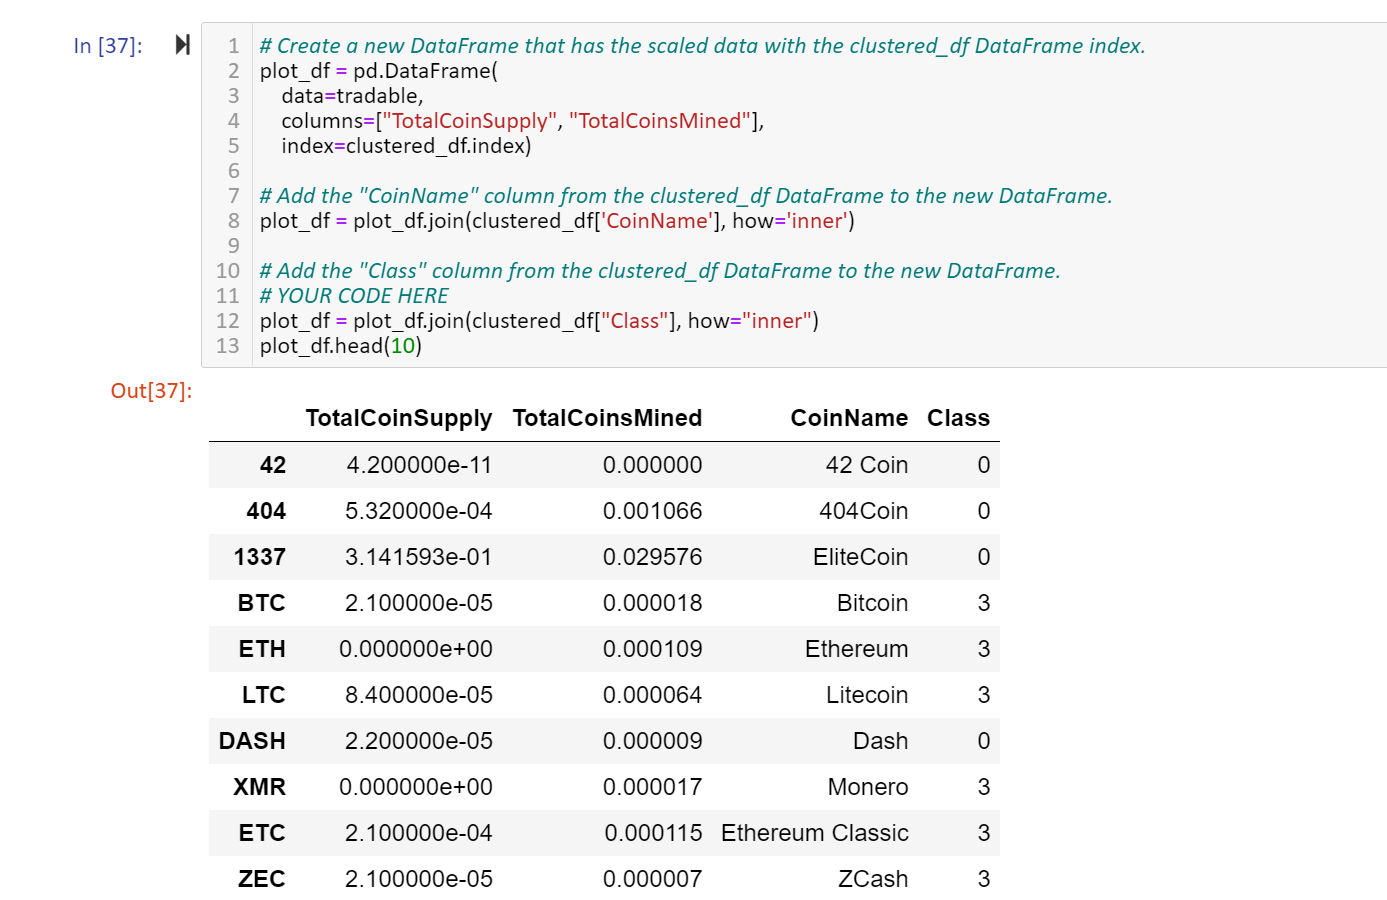 In [37]:
1 # Create a new DataFrame that has the scaled data with the clustered_df DataFrame index.
2 plot_df = pd.DataFrame(
3 data=tradable,
4 columns=["TotalCoinSupply", "TotalCoinsMined"],
5 index=clustered_df.index)
6
7 # Add the "CoinName" column from the clustered_df DataFrame to the new DataFrame.
8 plot_df = plot_df.join(clustered_df['CoinName'], how='inner')
9
10 # Add the "Class" column from the clustered_df DataFrame to the new DataFrame.
11 # YOUR CODE HERE
12 plot_df = plot_df.join(clustered_df["Class"], how="inner")
13 plot_df.head(10)
Out[37]:
TotalCoinSupply TotalCoinsMined CoinName Class
42 4.200000e-11 0.000000 42 Coin 0
404 5.320000e-04 0.001066 404Coin 0
1337 3.141593e-01 0.029576 EliteCoin 0
BTC 2.100000e-05 0.000018 Bitcoin 3
ETH 0.000000e+00 0.000109 Ethereum 3
LTC 8.400000e-05 0.000064 Litecoin 3
DASH 2.200000e-05 0.000009 Dash 0
XMR 0.000000e+00 0.000017 Monero 3
ETC 2.100000e-04 0.000115 Ethereum Classic 3
ZEC 2.100000e-05 0.000007 ZCash 3